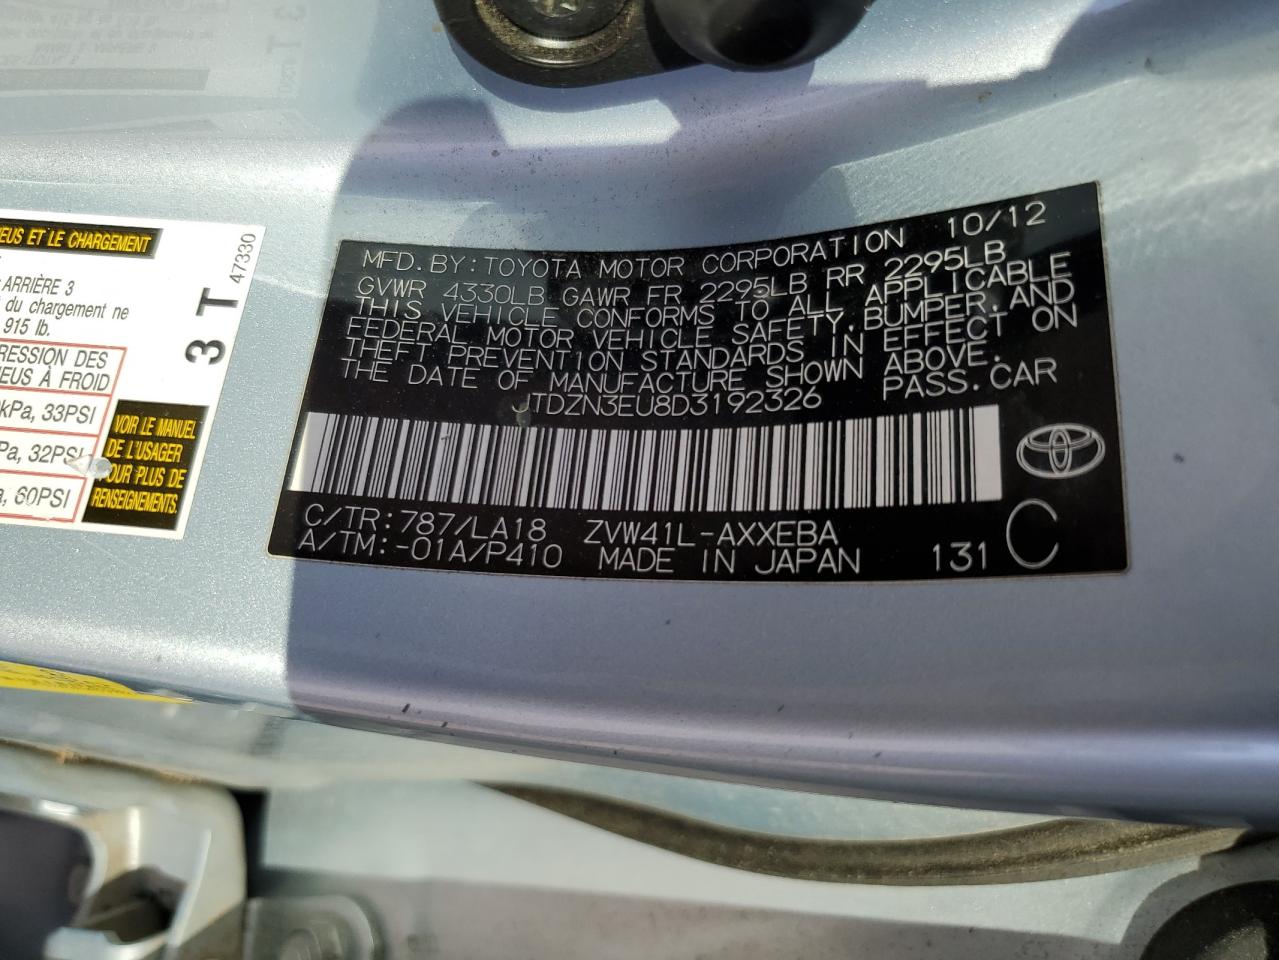 EUS ET LE CHARGEMENT
ARRIÈRE 3
du chargement ne
915 lb.
RESSION DES
EUS À FROID
kPa, 33PSI
Pa, 32PSI
a, 60PSI
VOIR LE MANUEL
DE L'USAGER
POUR PLUS DE
RENSEIGNEMENTS.
3 T 47330
MFD. BY: TOYOTA MOTOR CORPORATION 10/12
GVWR 4330LB GAWR FR 2295LB RR 2295LB
THIS VEHICLE CONFORMS TO ALL APPLICABLE
FEDERAL MOTOR VEHICLE SAFETY, BUMPER, AND
THEFT PREVENTION STANDARDS IN EFFECT ON
THE DATE OF MANUFACTURE SHOWN ABOVE.
JTDZN3EU8D3192326 PASS. CAR
C/TR: 787/LA18 ZVW41L-AXXEBA
A/TM: -01A/P410 MADE IN JAPAN 131 C